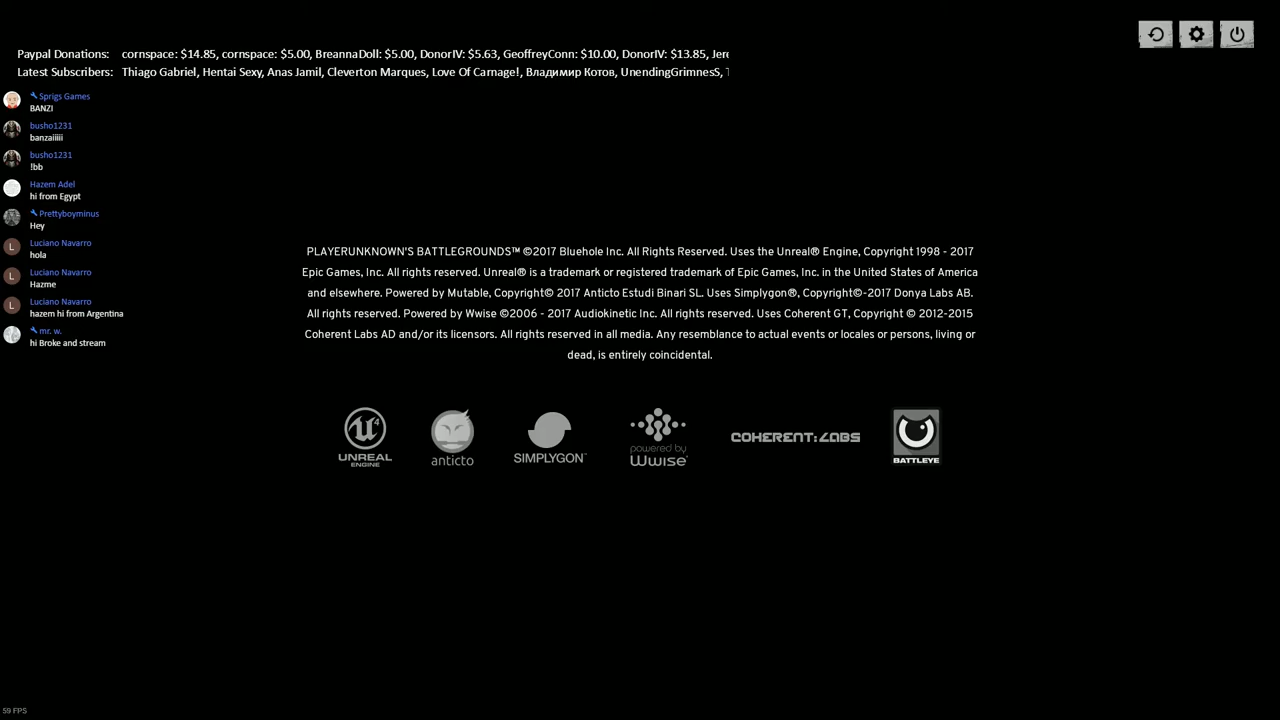 Paypal Donations: cornspace: $14.85, cornspace: $5.00, BreannaDoll: $5.00, DonorIV: $5.63, GeoffreyConn: $10.00, DonorIV: $13.85,
Latest Subscribers: Thiago Gabriel, Hentai Sexy, Anas Jamil, Cleverton Marques, Love Of Carnage!, Владимир Котов, UnendingGrimnesS,
Sprigs Games
BANZI
busho1231
banzaiiiii
busho1231
!bb
Hazem Adel
hi from Egypt
Prettyboyminus
Hey
L Luciano Navarro
hola
L Luciano Navarro
Hazme
L Luciano Navarro
hazem hi from Argentina
mr. w.
hi Broke and stream
PLAYERUNKNOWN'S BATTLEGROUNDS™ ©2017 Bluehole Inc. All Rights Reserved. Uses the Unreal® Engine, Copyright 1998 - 2017
Epic Games, Inc. All rights reserved. Unreal® is a trademark or registered trademark of Epic Games, Inc. in the United States of America
and elsewhere. Powered by Mutable, Copyright© 2017 Anticto Estudi Binari SL. Uses Simplygon®, Copyright©-2017 Donya Labs AB.
All rights reserved. Powered by Wwise ©2006 - 2017 Audiokinetic Inc. All rights reserved. Uses Coherent GT, Copyright © 2012-2015
Coherent Labs AD and/or its licensors. All rights reserved in all media. Any resemblance to actual events or locales or persons, living or
dead, is entirely coincidental.
UNREAL ENGINE 4
anticto
SIMPLYGON™
powered by Wwise®
COHERENT:LABS
BATTLEYE
59 FPS